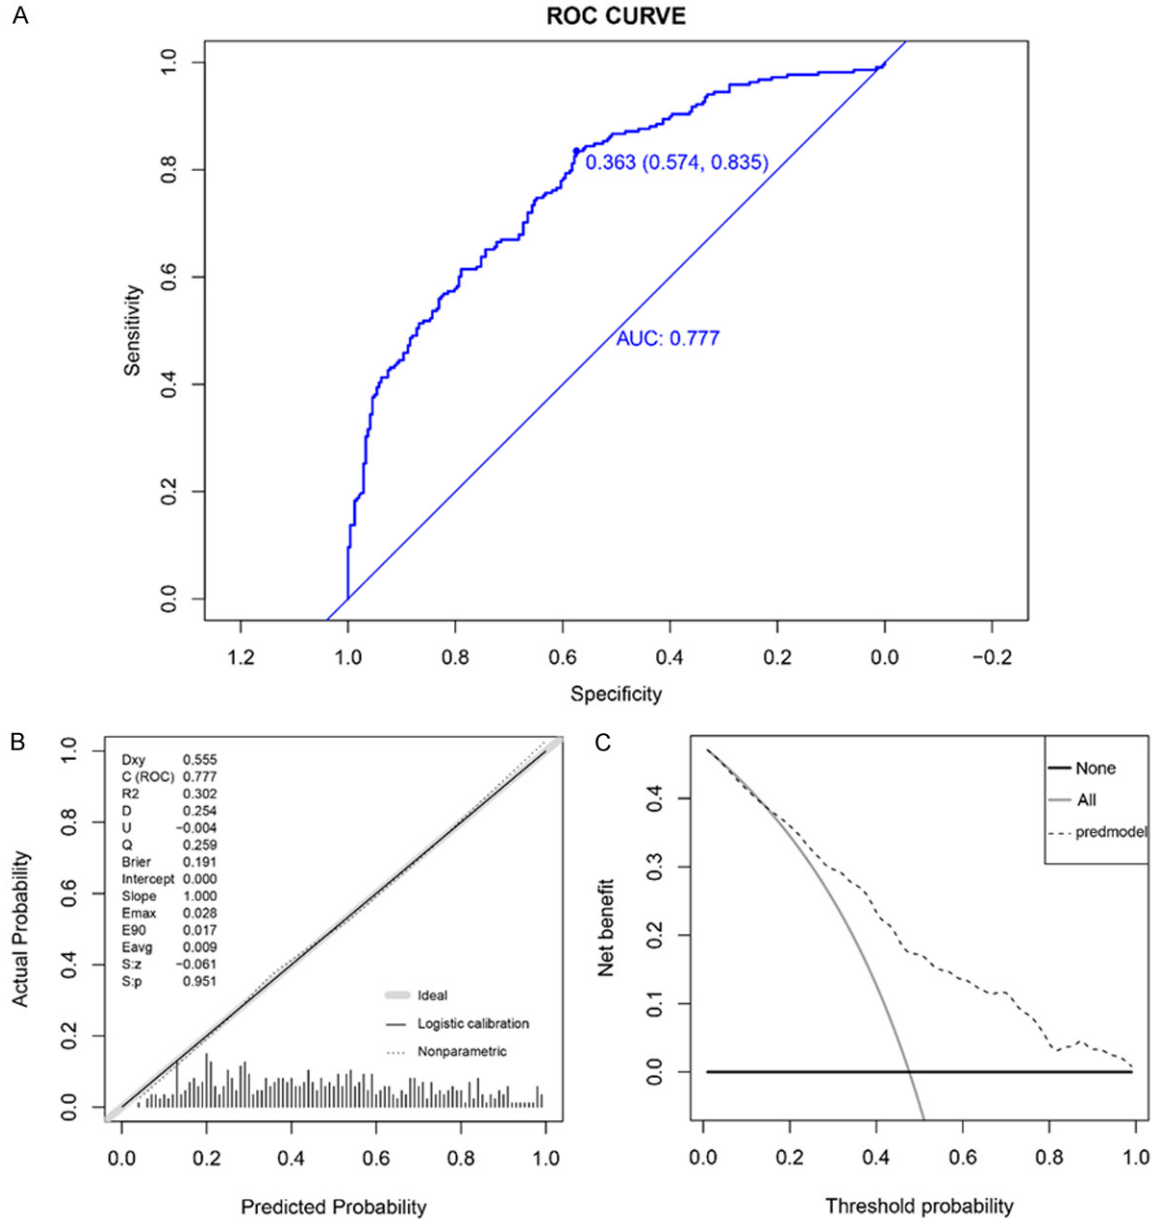 A
ROC CURVE
1.0
0.8
0.6
0.4
0.2
0.0
Sensitivity
0.363 (0.574, 0.835)
AUC: 0.777
1.2 1.0 0.8 0.6 0.4 0.2 0.0 −0.2
Specificity
B
1.0
0.8
0.6
0.4
0.2
0.0
Actual Probability
Dxy 0.555
C (ROC) 0.777
R2 0.302
D 0.254
U −0.004
Q 0.259
Brier 0.191
Intercept 0.000
Slope 1.000
Emax 0.028
E90 0.017
Eavg 0.009
S:z −0.061
S:p 0.951
Ideal
Logistic calibration
Nonparametric
0.0 0.2 0.4 0.6 0.8 1.0
Predicted Probability
C
None
All
predmodel
0.4
0.3
0.2
0.1
0.0
Net benefit
0.0 0.2 0.4 0.6 0.8 1.0
Threshold probability